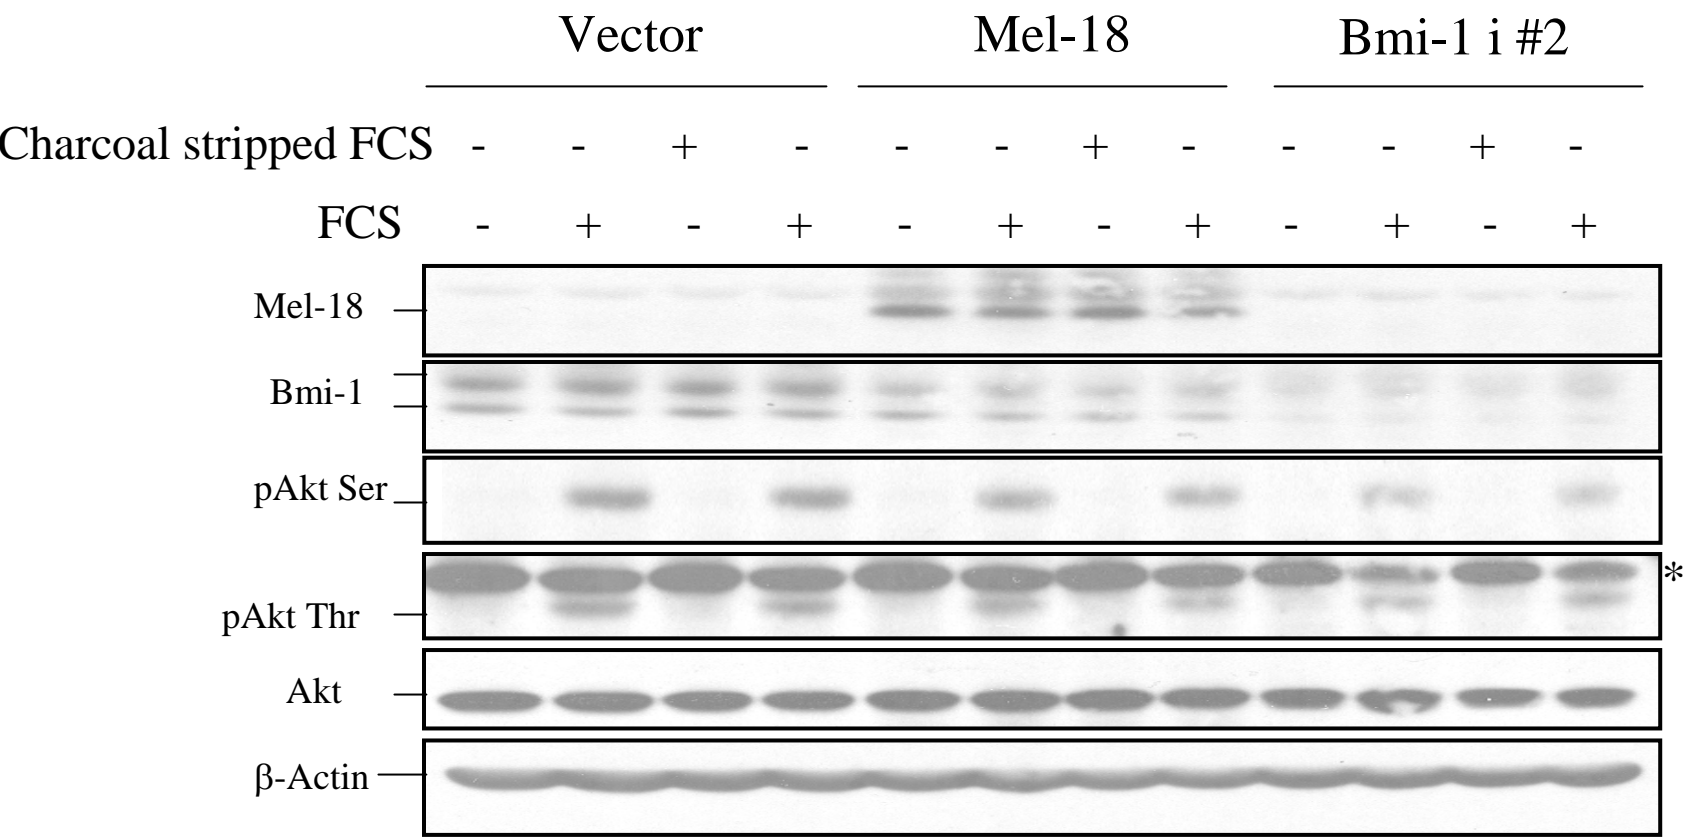 Vector Mel-18 Bmi-1 i #2
Charcoal stripped FCS - - + - - - + - - - + -
FCS - + - + - + - + - + - +
Mel-18
Bmi-1
pAkt Ser
*
pAkt Thr
Akt
β-Actin